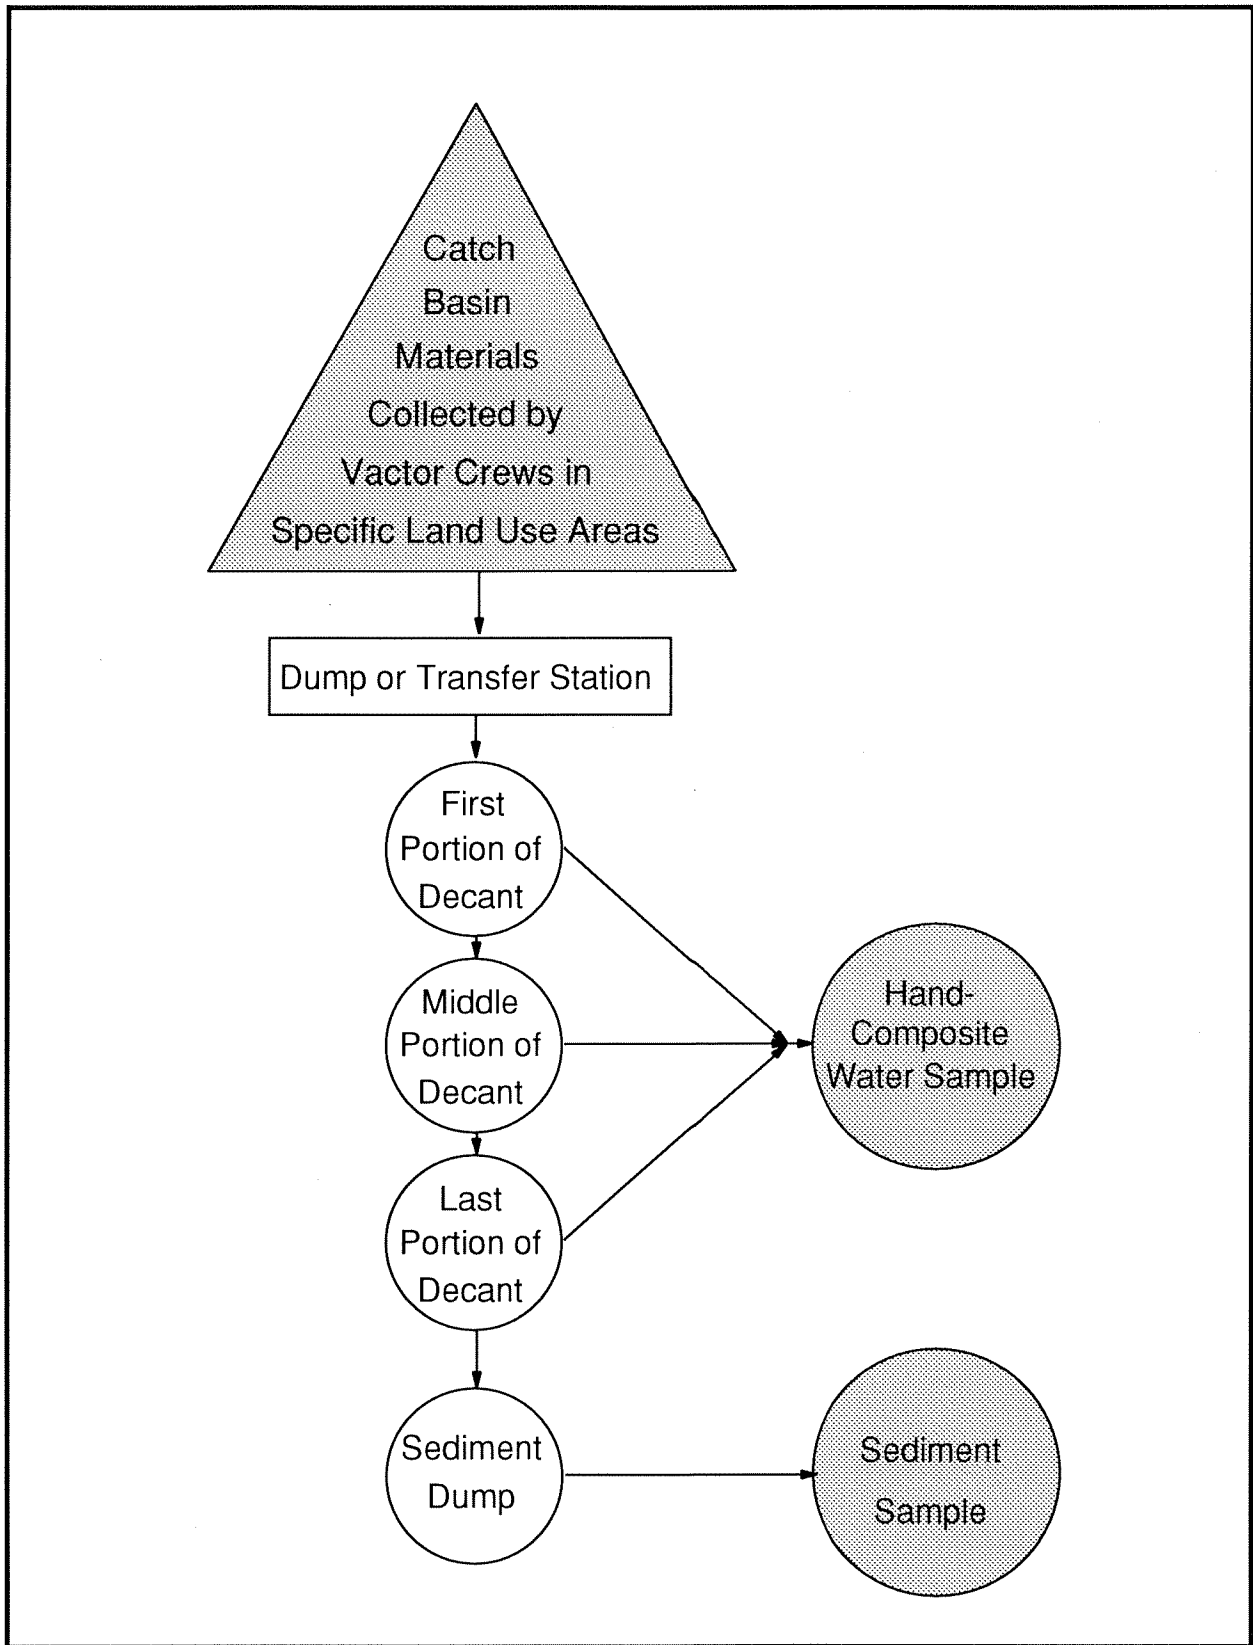 Catch
Basin
Materials
Collected by
Vactor Crews in
Specific Land Use Areas
Dump or Transfer Station
First
Portion of
Decant
Middle
Portion of
Decant
Last
Portion of
Decant
Hand-
Composite
Water Sample
Sediment
Dump
Sediment
Sample